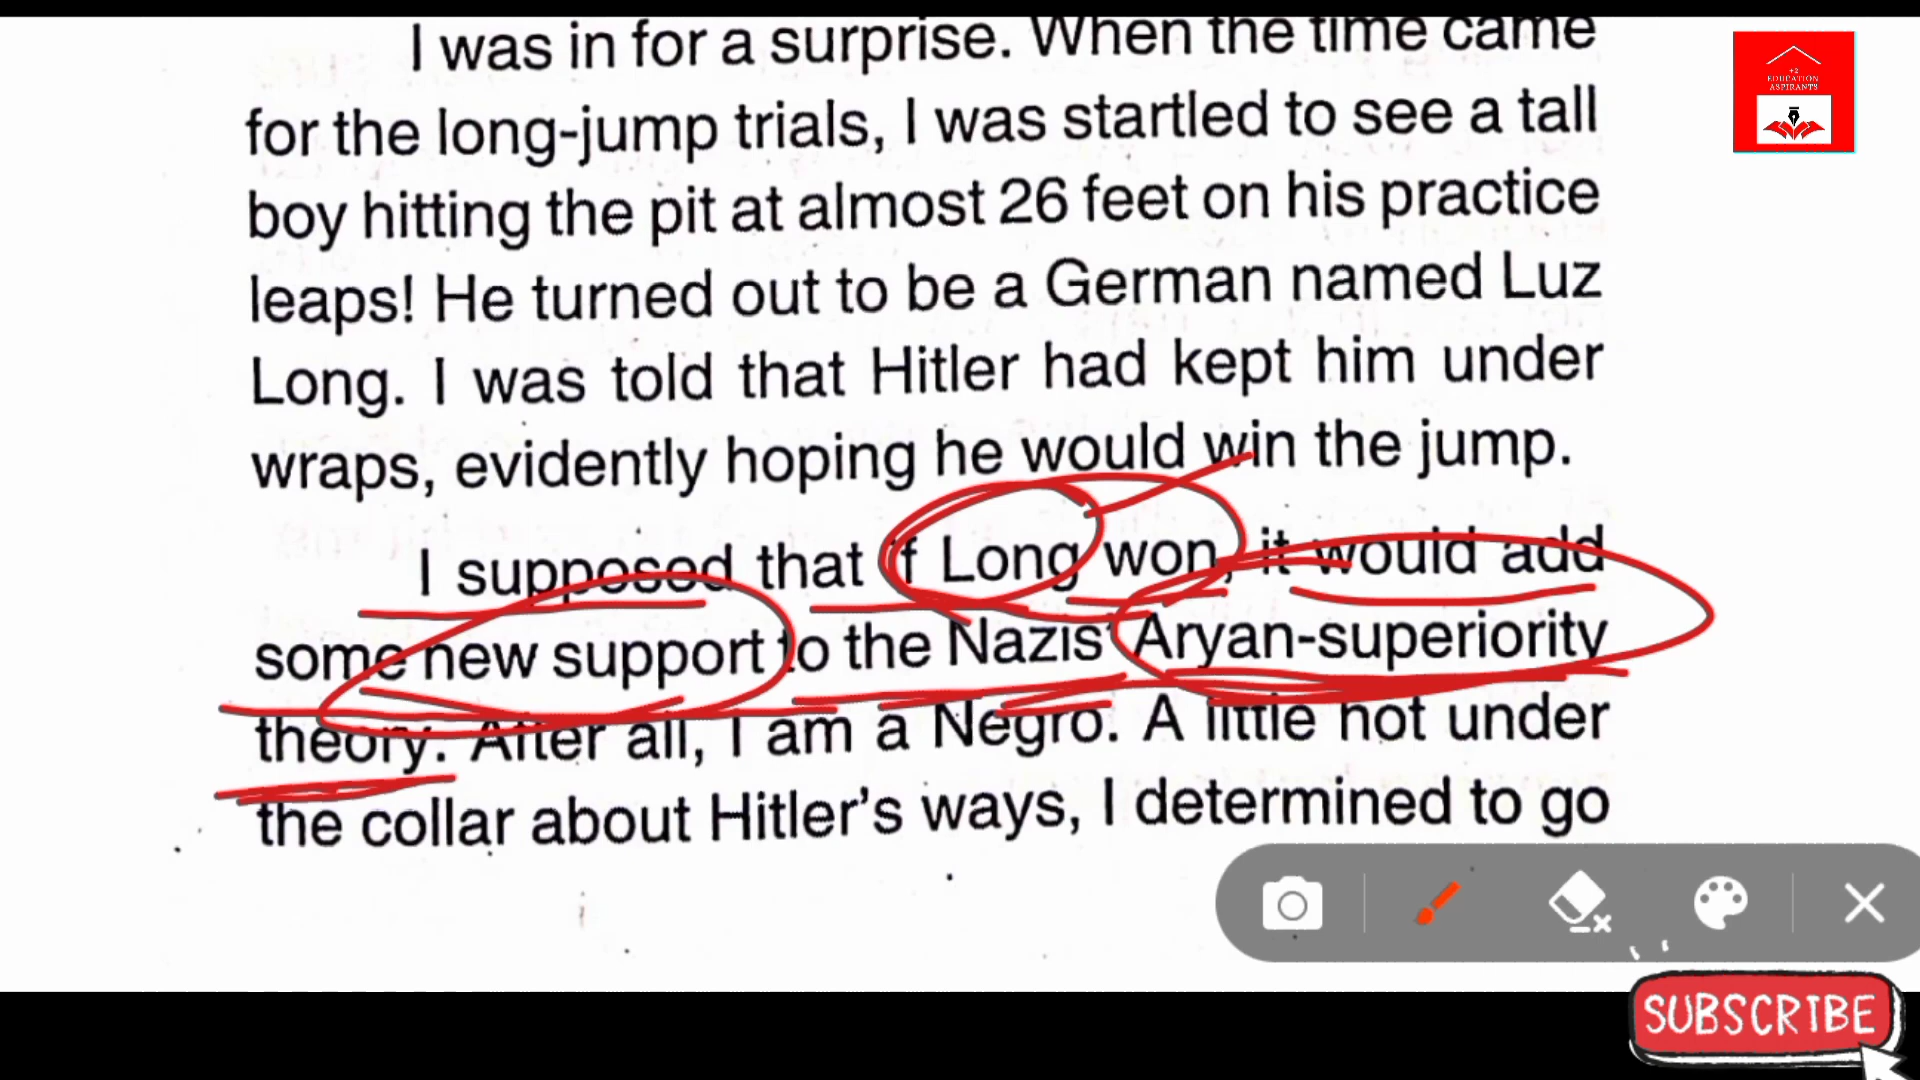 I was in for a surprise. When the time came
for the long-jump trials, I was startled to see a tall
boy hitting the pit at almost 26 feet on his practice
leaps! He turned out to be a German named Luz
Long. I was told that Hitler had kept him under
wraps, evidently hoping he would win the jump.
I supposed that if Long won, it would add
some new support to the Nazis' Aryan-superiority
theory. After all, I am a Negro. A little hot under
the collar about Hitler's ways, I determined to go
+2
EDUCATION
ASPIRANTS
SUBSCRIBE